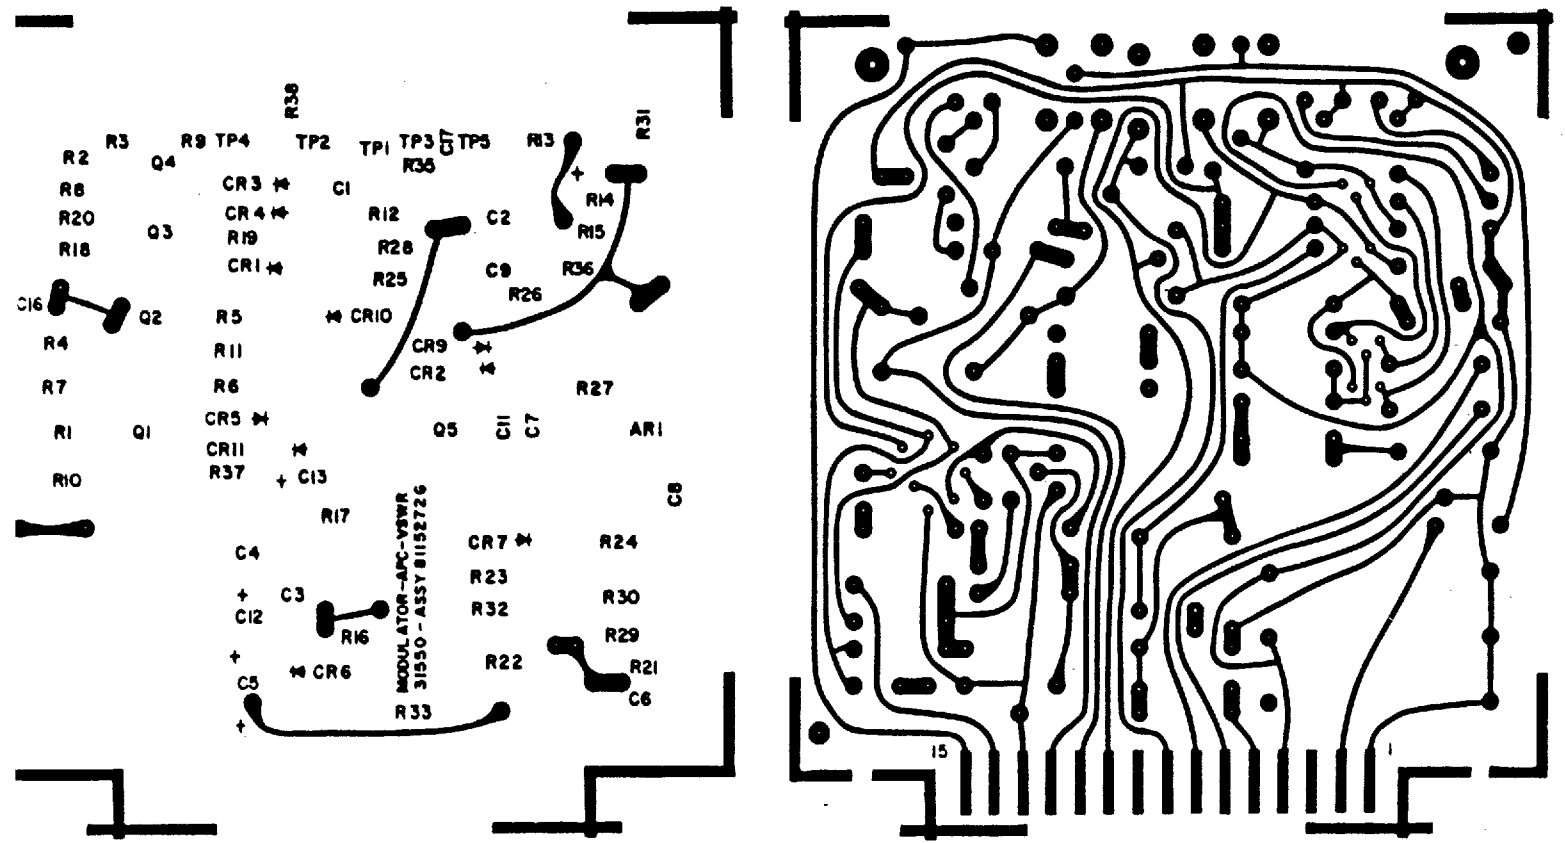 R38
R31
R3
R9
TP4
TP2
TP1
TP3
C17
TP5
R13
R2
Q4
R35
+
R8
CR3
C1
R14
R20
CR4
R12
C2
Q3
R19
R15
R18
R28
CR1
R25
C9
R36
R26
C16
Q2
R5
CR10
R4
R11
CR9
CR2
R7
R6
R27
CR5
R1
Q1
Q5
C11
C7
AR1
CR11
R10
R37
+
C13
C8
R17
MODULATOR-APC-VSWR
31550-ASSY 81152726
C4
CR7
R24
R23
+
C3
R30
C12
R32
R16
R29
+
CR6
R22
R21
C5
C6
R33
+
15
1